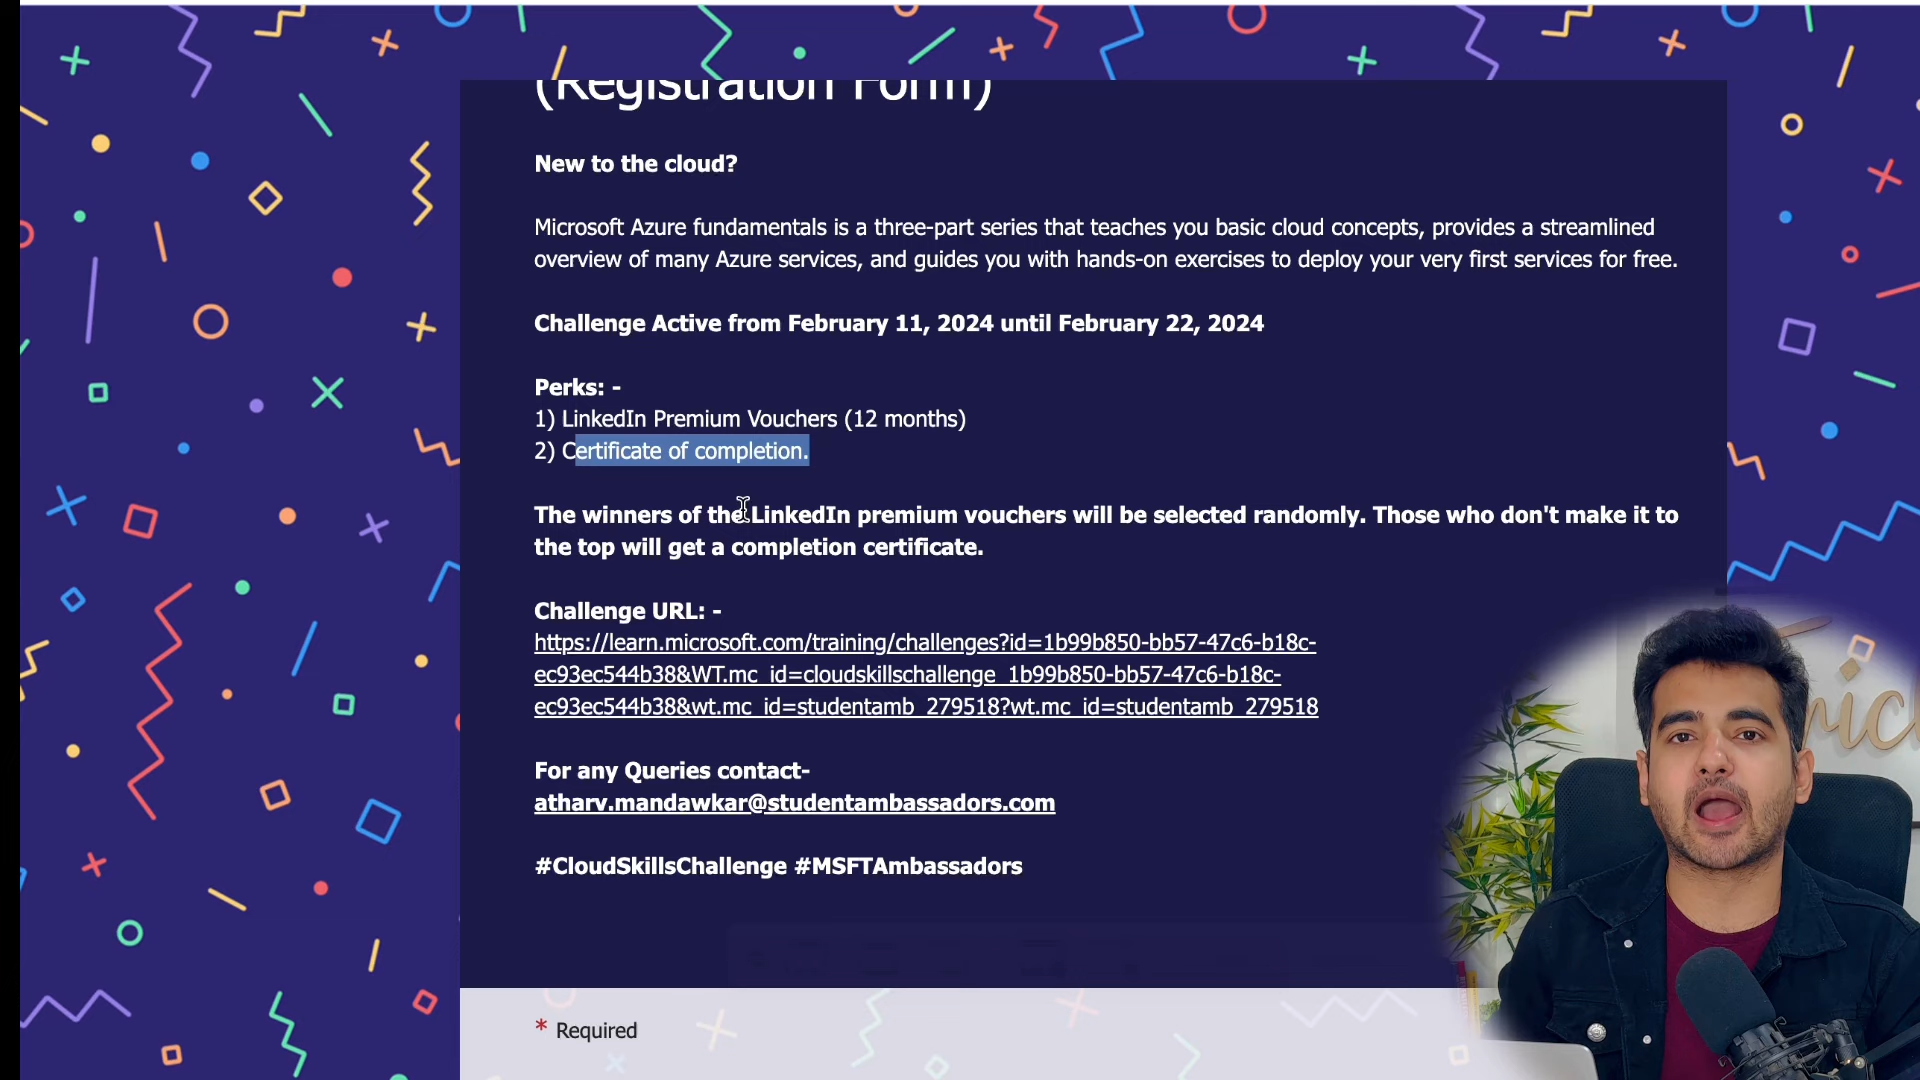 (Registration Form)
New to the cloud?
Microsoft Azure fundamentals is a three-part series that teaches you basic cloud concepts, provides a streamlined
overview of many Azure services, and guides you with hands-on exercises to deploy your very first services for free.
Challenge Active from February 11, 2024 until February 22, 2024
Perks: -
1) LinkedIn Premium Vouchers (12 months)
2) Certificate of completion.
The winners of the LinkedIn premium vouchers will be selected randomly. Those who don't make it to
the top will get a completion certificate.
Challenge URL: -
https://learn.microsoft.com/training/challenges?id=1b99b850-bb57-47c6-b18c-
ec93ec544b38&WT.mc_id=cloudskillschallenge_1b99b850-bb57-47c6-b18c-
ec93ec544b38&wt.mc_id=studentamb_279518?wt.mc_id=studentamb_279518
For any Queries contact-
atharv.mandawkar@studentambassadors.com
#CloudSkillsChallenge #MSFTAmbassadors
* Required